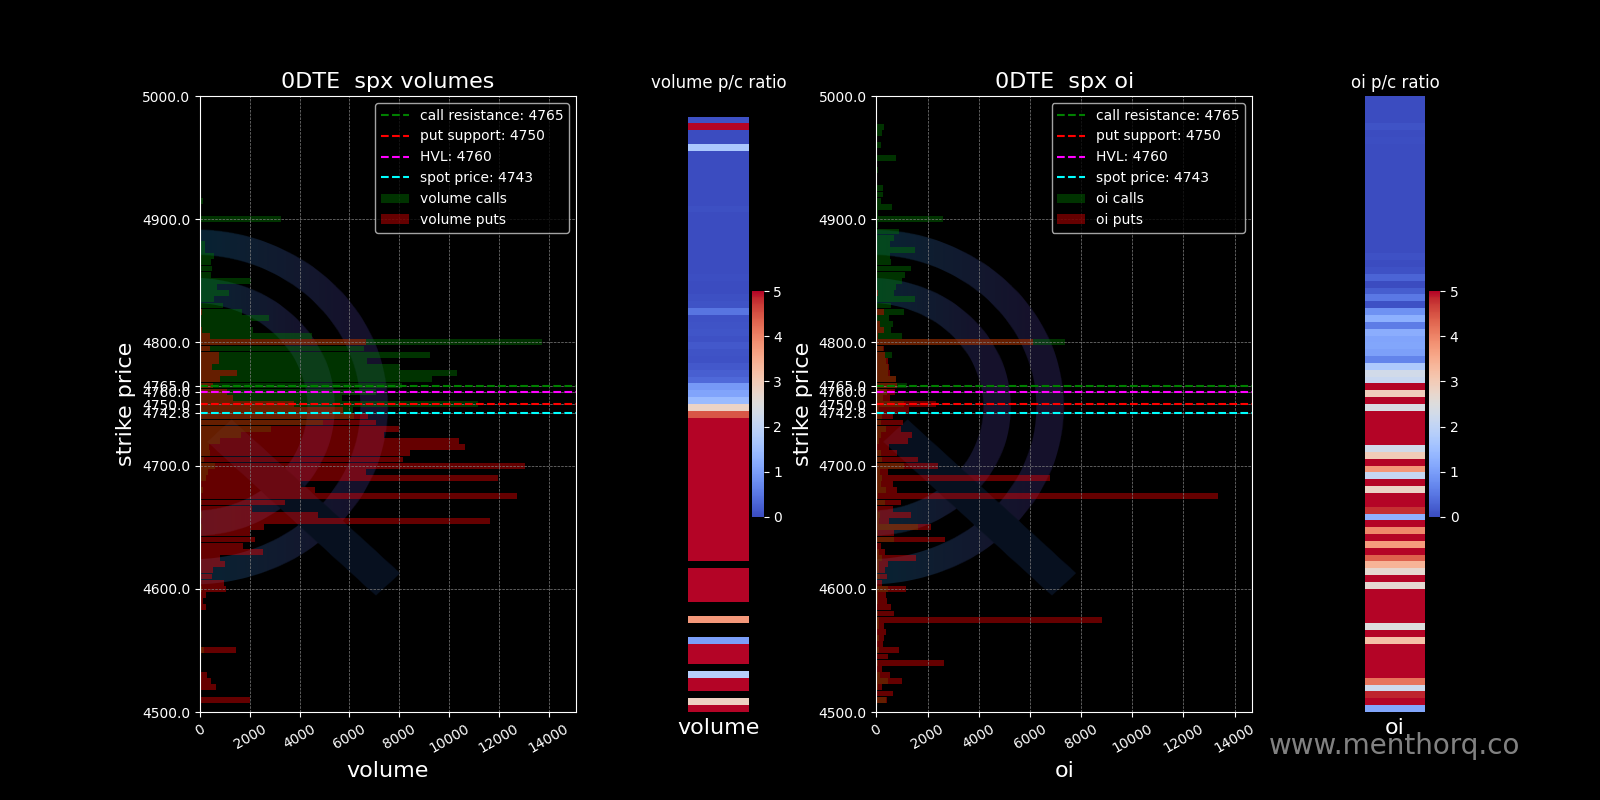 0DTE  spx volumes
volume p/c ratio
0DTE  spx oi
oi p/c ratio
call resistance: 4765
put support: 4750
HVL: 4760
spot price: 4743
volume calls
volume puts
call resistance: 4765
put support: 4750
HVL: 4760
spot price: 4743
oi calls
oi puts
5000.0
4900.0
4800.0
4765.0
4760.0
4750.0
4742.8
4700.0
4600.0
4500.0
strike price
0
2000
4000
6000
8000
10000
12000
14000
volume
5
4
3
2
1
0
volume
5000.0
4900.0
4800.0
4765.0
4760.0
4750.0
4742.8
4700.0
4600.0
4500.0
strike price
0
2000
4000
6000
8000
10000
12000
14000
oi
5
4
3
2
1
0
oi
www.menthorq.co